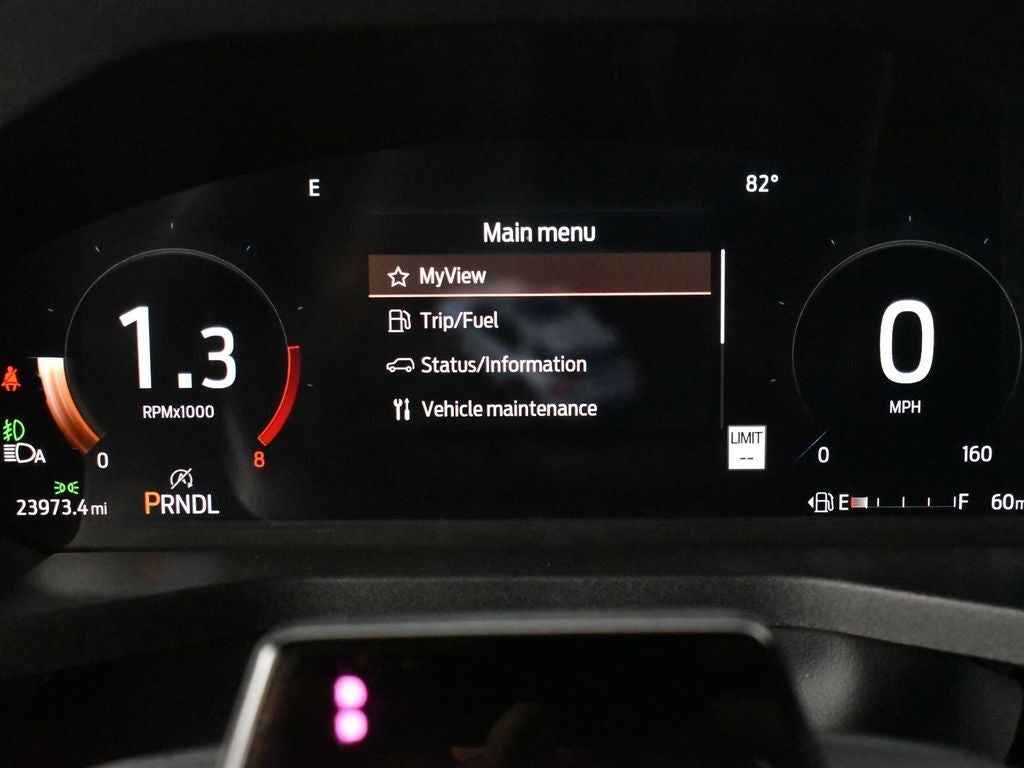 E
82°
Main menu
MyView
Trip/Fuel
Status/Information
Vehicle maintenance
1.3
RPMx1000
0
8
0
MPH
LIMIT
--
0
160
A
A
23973.4 mi
PRNDL
E
F
60m